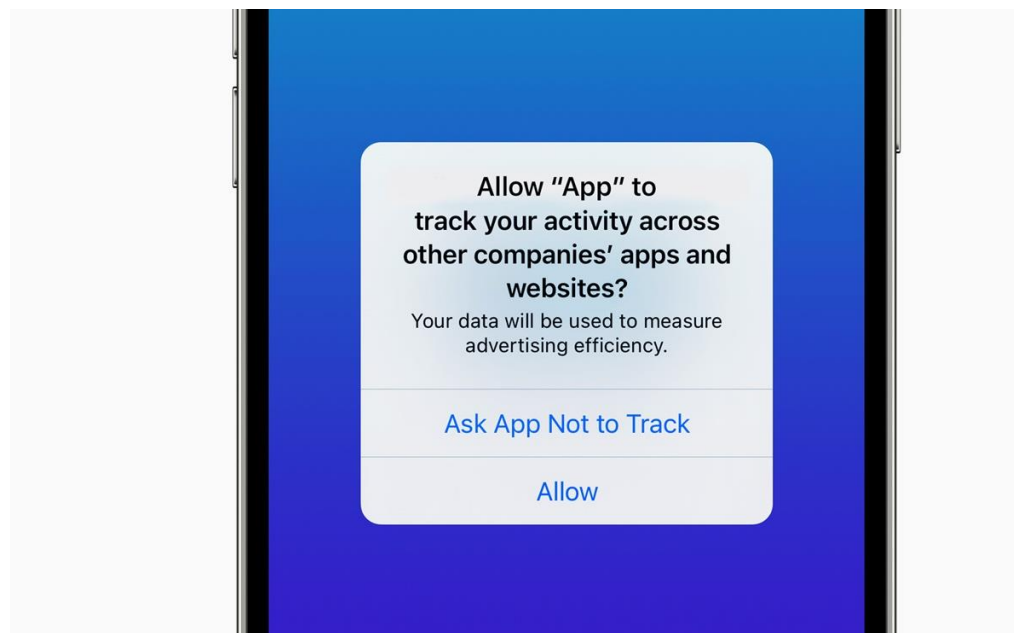 Allow “App” to
track your activity across
other companies’ apps and
websites?
Your data will be used to measure
advertising efficiency.
Ask App Not to Track
Allow